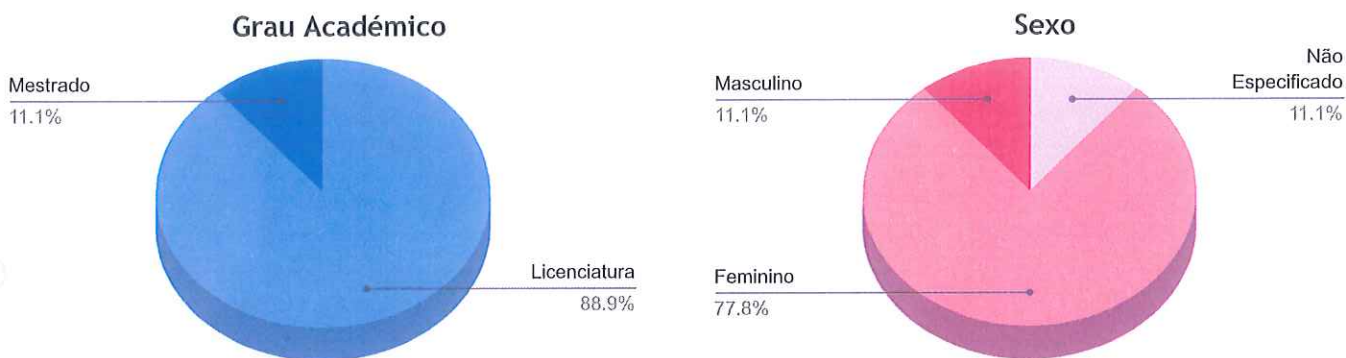 Grau Académico
Mestrado
11.1%
Licenciatura
88.9%
Sexo
Masculino
11.1%
Não
Especificado
11.1%
Feminino
77.8%